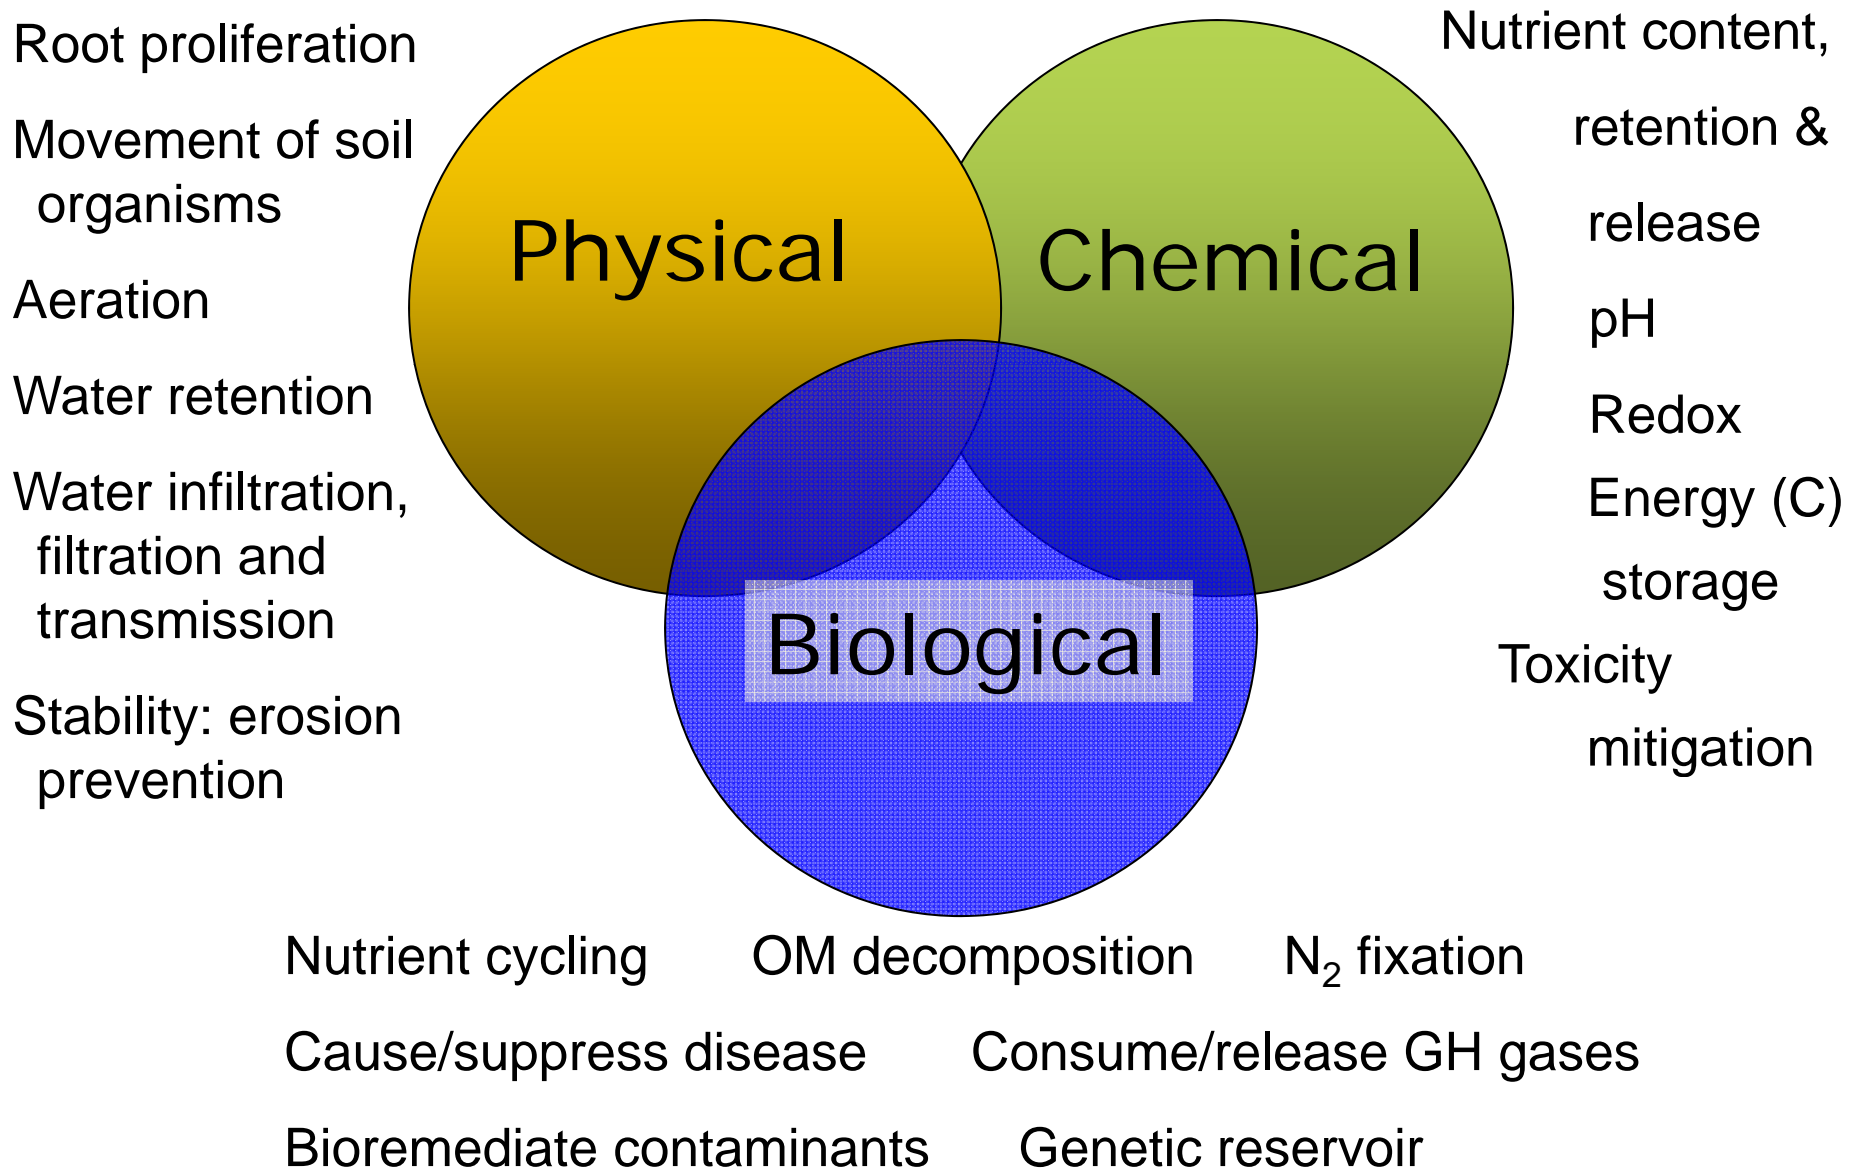 Root proliferation
Movement of soil
organisms
Aeration
Water retention
Water infiltration,
filtration and
transmission
Stability: erosion
prevention
Physical
Chemical
Biological
Nutrient content,
retention &
release
pH
Redox
Energy (C)
storage
Toxicity
mitigation
Nutrient cycling OM decomposition N₂ fixation
Cause/suppress disease Consume/release GH gases
Bioremediate contaminants Genetic reservoir